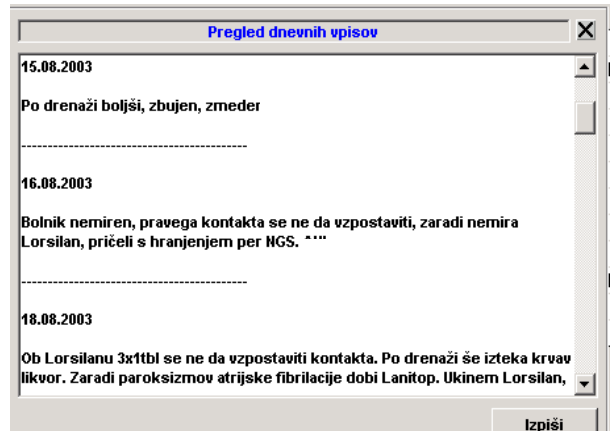 Pregled dnevnih vpisov
15.08.2003
Po drenaži boljši, zbujen,
----------------------------------------
16.08.2003
Bolnik nemiren, pravega kontakta se ne da vzpostaviti, zaradi nemira
Lorsilan, pričeli s hranjenjem per NGS.
----------------------------------------
18.08.2003
Ob Lorsilanu 3x1tbl se ne da vzpostaviti kontakta. Po drenaži še izteka krvav
likvor. Zaradi paroksizmov atrijske fibrilacije dobi Lanitop. Ukinem Lorsilan,
Izpiši